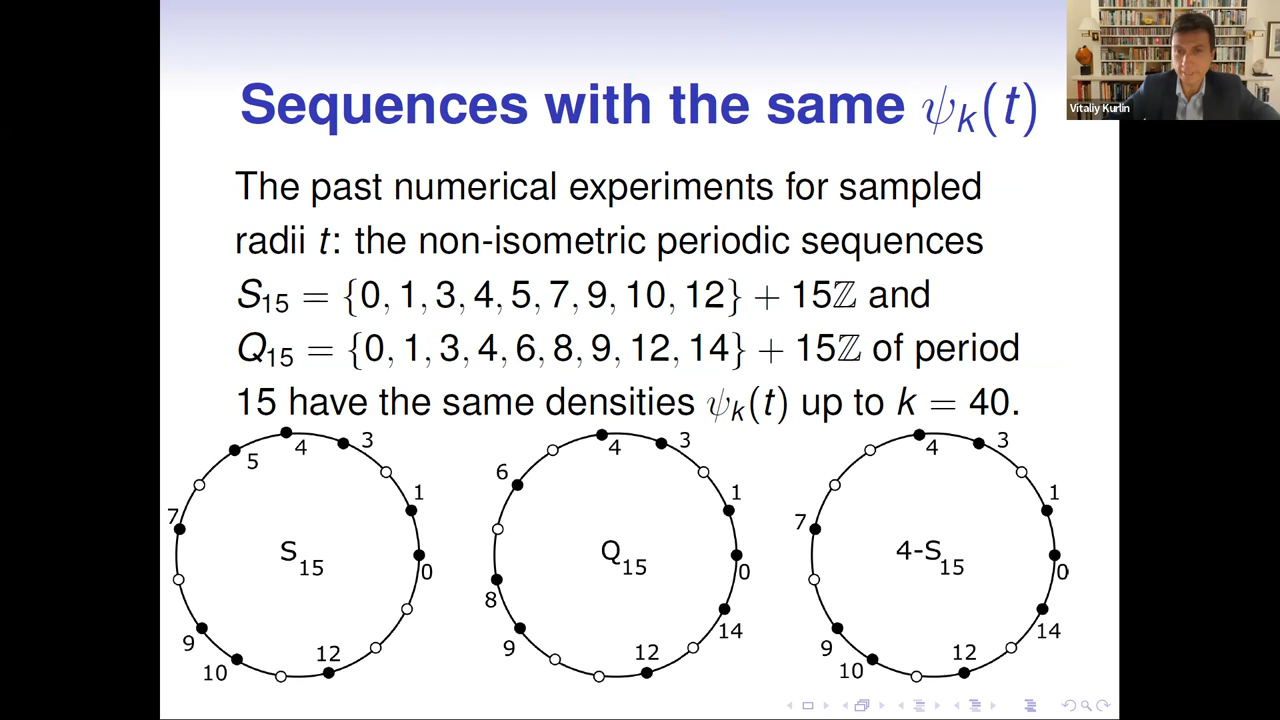 Vitaliy Kurlin
Sequences with the same ψₖ(t)
The past numerical experiments for sampled
radii t: the non-isometric periodic sequences
S₁₅ = {0, 1, 3, 4, 5, 7, 9, 10, 12} + 15ℤ and
Q₁₅ = {0, 1, 3, 4, 6, 8, 9, 12, 14} + 15ℤ of period
15 have the same densities ψₖ(t) up to k = 40.
4 3 5 1 7 S₁₅ 0 9 10 12
4 3 6 1 Q₁₅ 0 8 9 12 14
4 3 1 7 4-S₁₅ 0 9 10 12 14